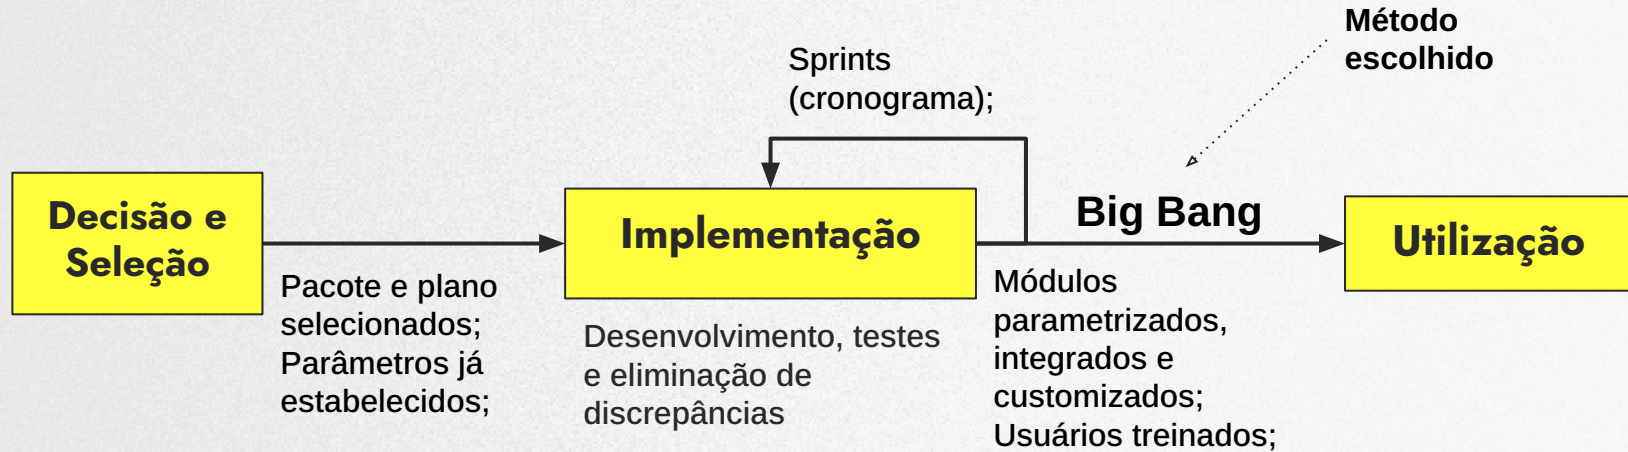 Decisão e
Seleção
Pacote e plano
selecionados;
Parâmetros já
estabelecidos;
Sprints
(cronograma);
Implementação
Desenvolvimento, testes
e eliminação de
discrepâncias
Método
escolhido
Big Bang
Módulos
parametrizados,
integrados e
customizados;
Usuários treinados;
Utilização